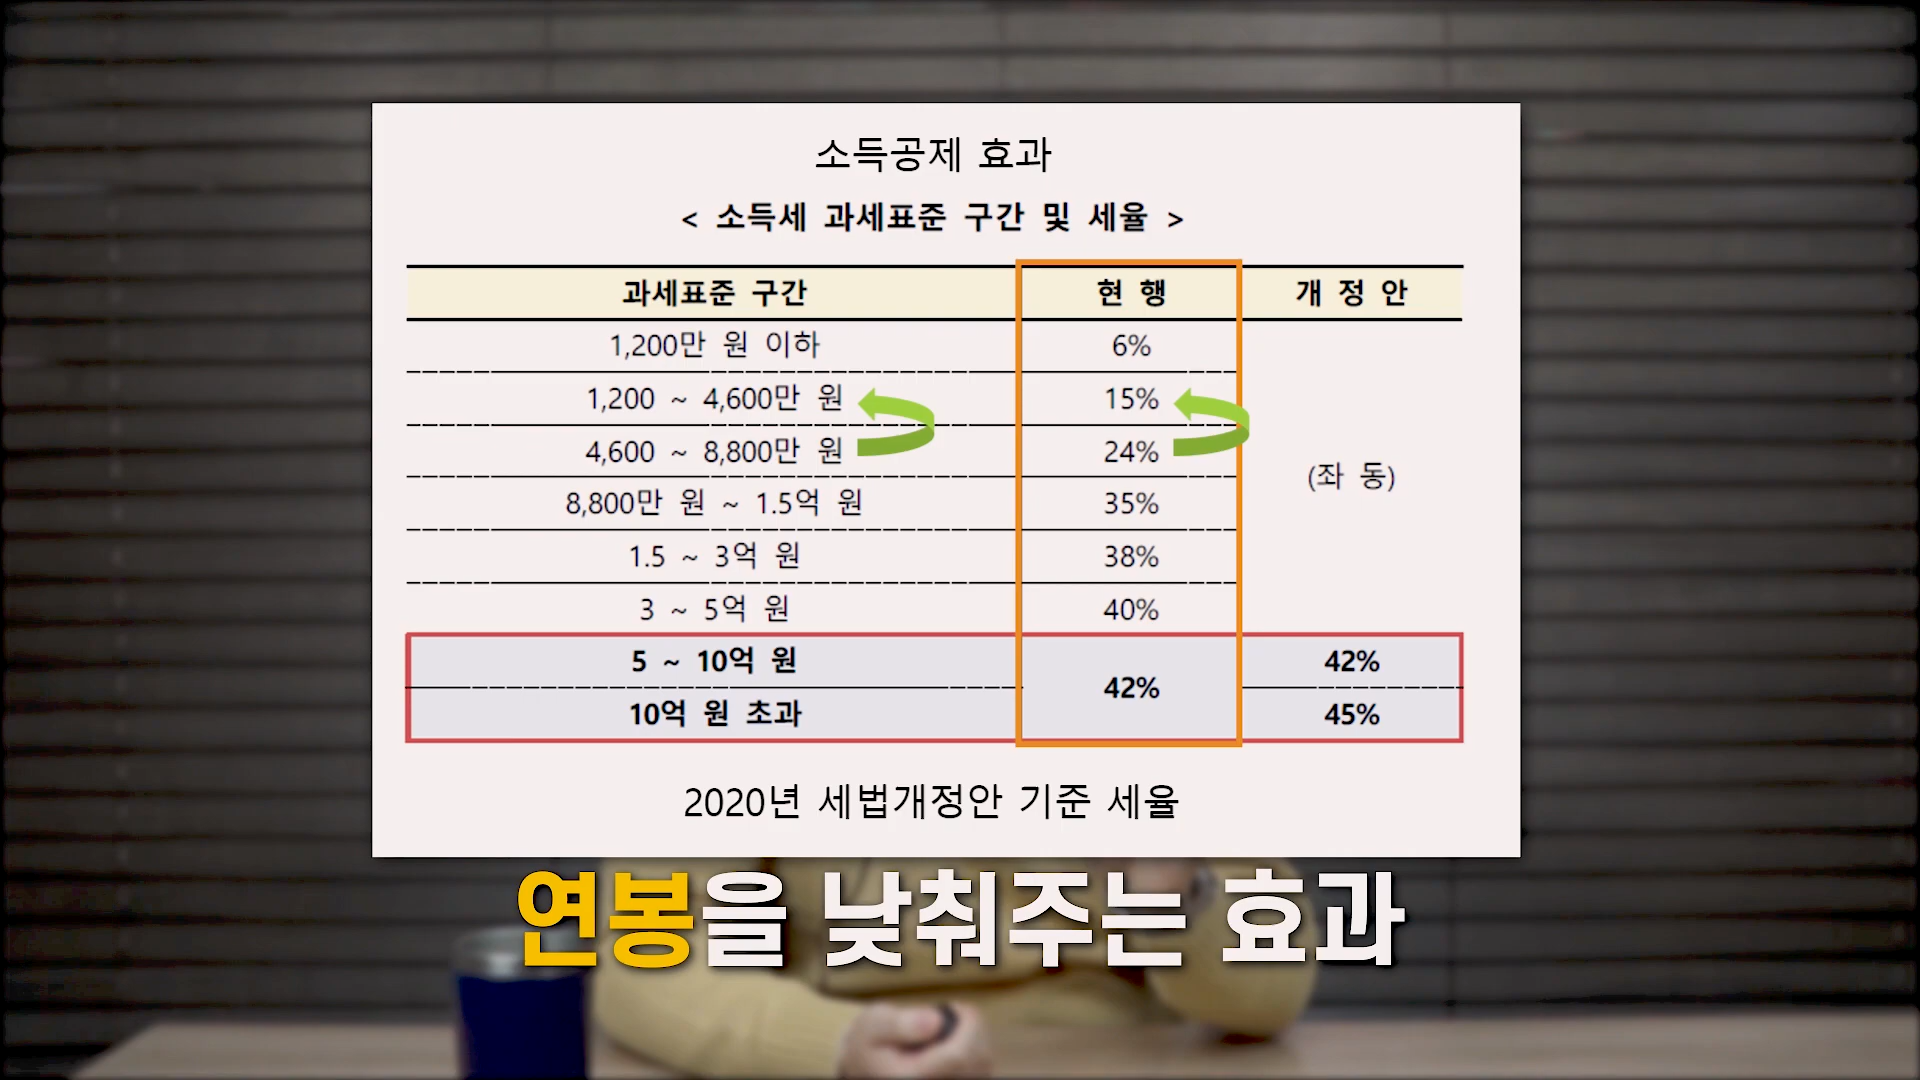 소득공제 효과
< 소득세 과세표준 구간 및 세율 >
과세표준 구간 현 행 개 정 안
1,200만 원 이하 6%
1,200 ~ 4,600만 원 15%
4,600 ~ 8,800만 원 24%
(좌 동)
8,800만 원 ~ 1.5억 원 35%
1.5 ~ 3억 원 38%
3 ~ 5억 원 40%
5 ~ 10억 원 42%
42%
10억 원 초과 45%
2020년 세법개정안 기준 세율
연봉을 낮춰주는 효과